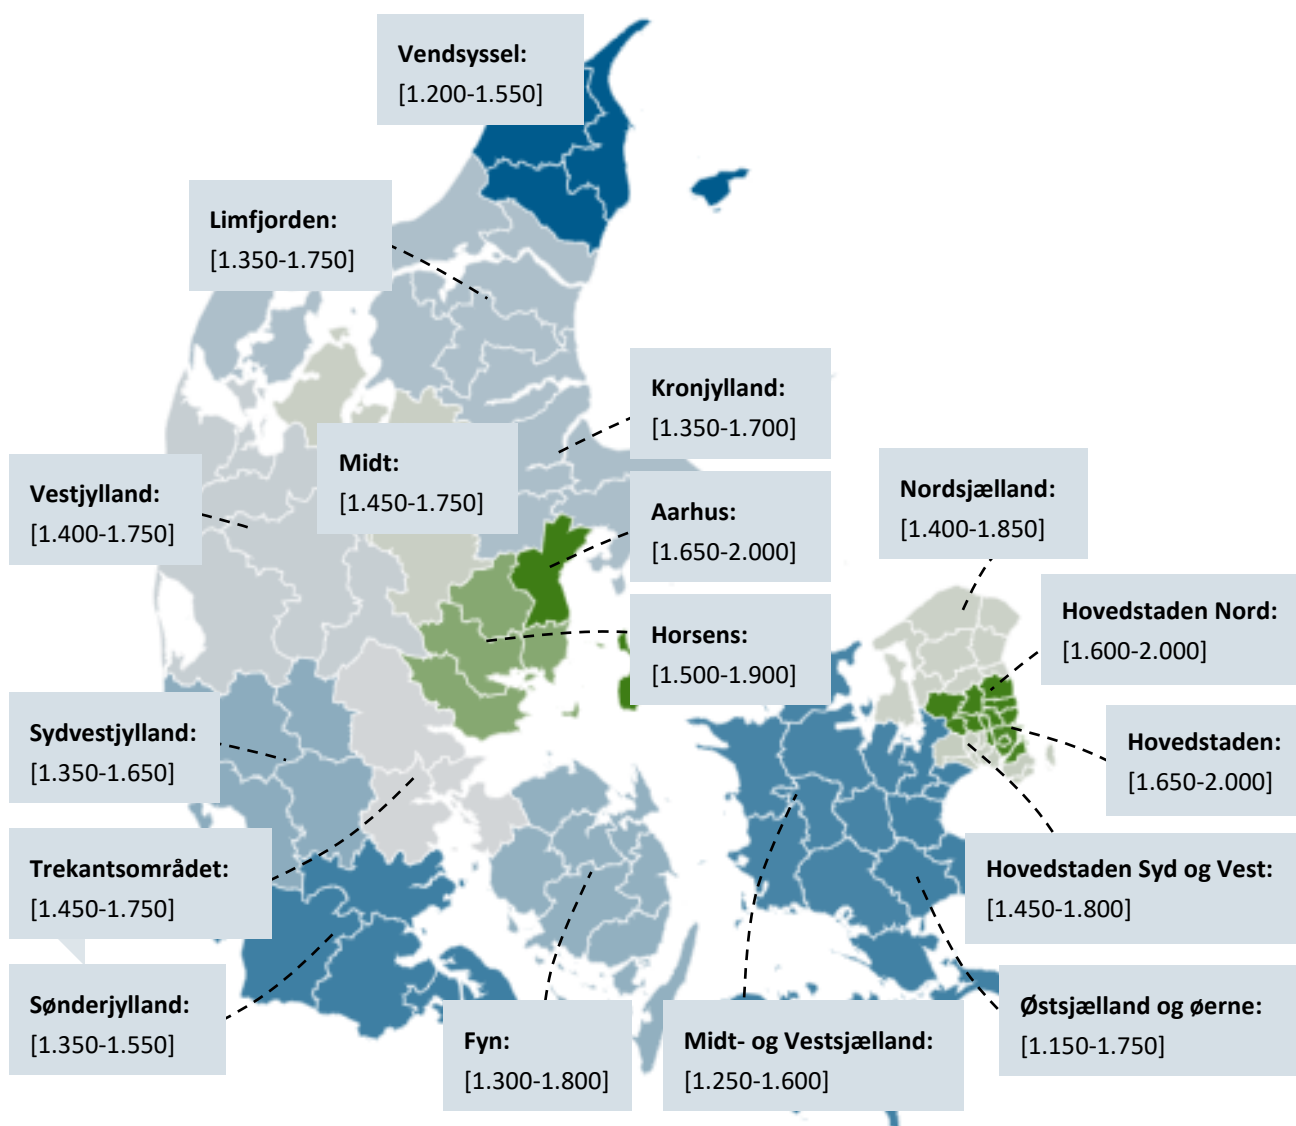 Vendsyssel:
[1.200-1.550]
Limfjorden:
[1.350-1.750]
Kronjylland:
[1.350-1.700]
Midt:
[1.450-1.750]
Vestjylland:
[1.400-1.750]
Aarhus:
[1.650-2.000]
Nordsjælland:
[1.400-1.850]
Hovedstaden Nord:
[1.600-2.000]
Horsens:
[1.500-1.900]
Sydvestjylland:
[1.350-1.650]
Hovedstaden:
[1.650-2.000]
Trekantsområdet:
[1.450-1.750]
Hovedstaden Syd og Vest:
[1.450-1.800]
Sønderjylland:
[1.350-1.550]
Fyn:
[1.300-1.800]
Midt- og Vestsjælland:
[1.250-1.600]
Østsjælland og øerne:
[1.150-1.750]